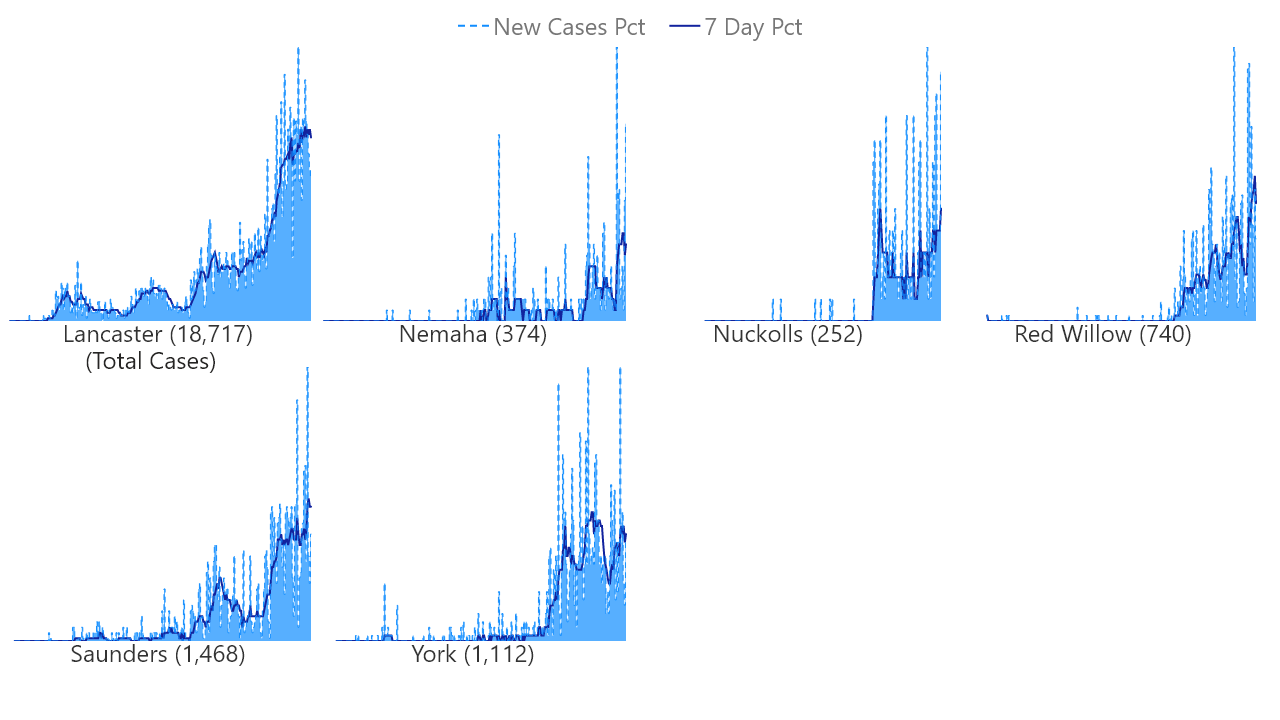 New Cases Pct 7 Day Pct
Lancaster (18,717) Nemaha (374) Nuckolls (252) Red Willow (740)
(Total Cases)
Saunders (1,468) York (1,112)